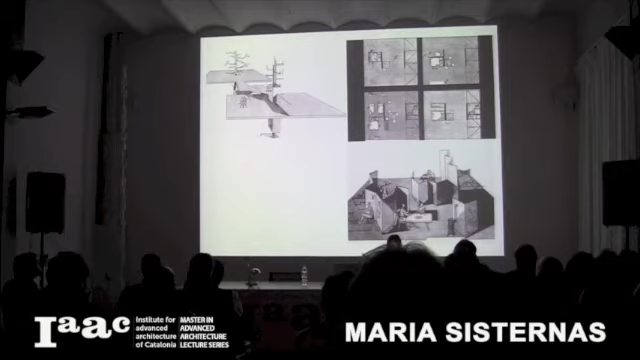 Iaac
Institute for
advanced
architecture
of Catalonia
MASTER IN
ADVANCED
ARCHITECTURE
LECTURE SERIES
MARIA SISTERNAS